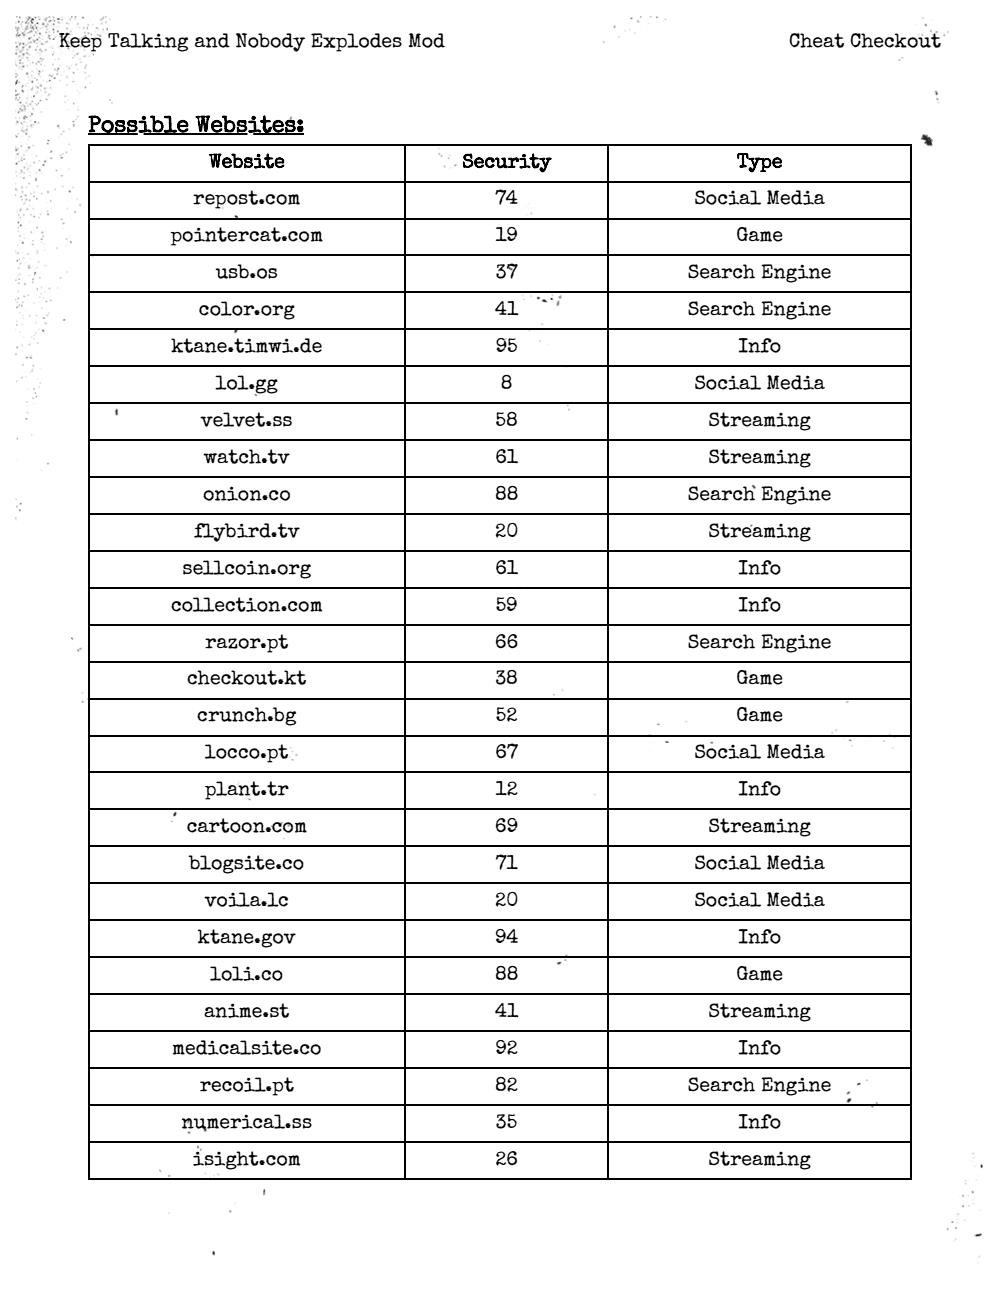 Keep Talking and Nobody Explodes Mod Cheat Checkout
Possible Websites:
Website Security Type
repost.com 74 Social Media
pointercat.com 19 Game
usb.os 37 Search Engine
color.org 41 Search Engine
ktane.timwi.de 95 Info
lol.gg 8 Social Media
velvet.ss 58 Streaming
watch.tv 61 Streaming
onion.co 88 Search Engine
flybird.tv 20 Streaming
sellcoin.org 61 Info
collection.com 59 Info
razor.pt 66 Search Engine
checkout.kt 38 Game
crunch.bg 52 Game
locco.pt 67 Social Media
plant.tr 12 Info
cartoon.com 69 Streaming
blogsite.co 71 Social Media
voila.lc 20 Social Media
ktane.gov 94 Info
loli.co 88 Game
anime.st 41 Streaming
medicalsite.co 92 Info
recoil.pt 82 Search Engine
numerical.ss 35 Info
isight.com 26 Streaming